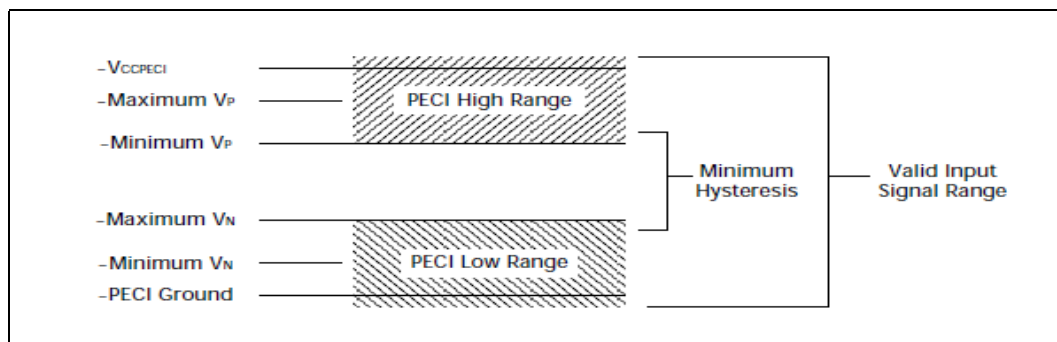 -VCCPECI
-Maximum VP
PECI High Range
-Minimum VP
Minimum
Hysteresis
Valid Input
Signal Range
-Maximum VN
-Minimum VN
PECI Low Range
-PECI Ground